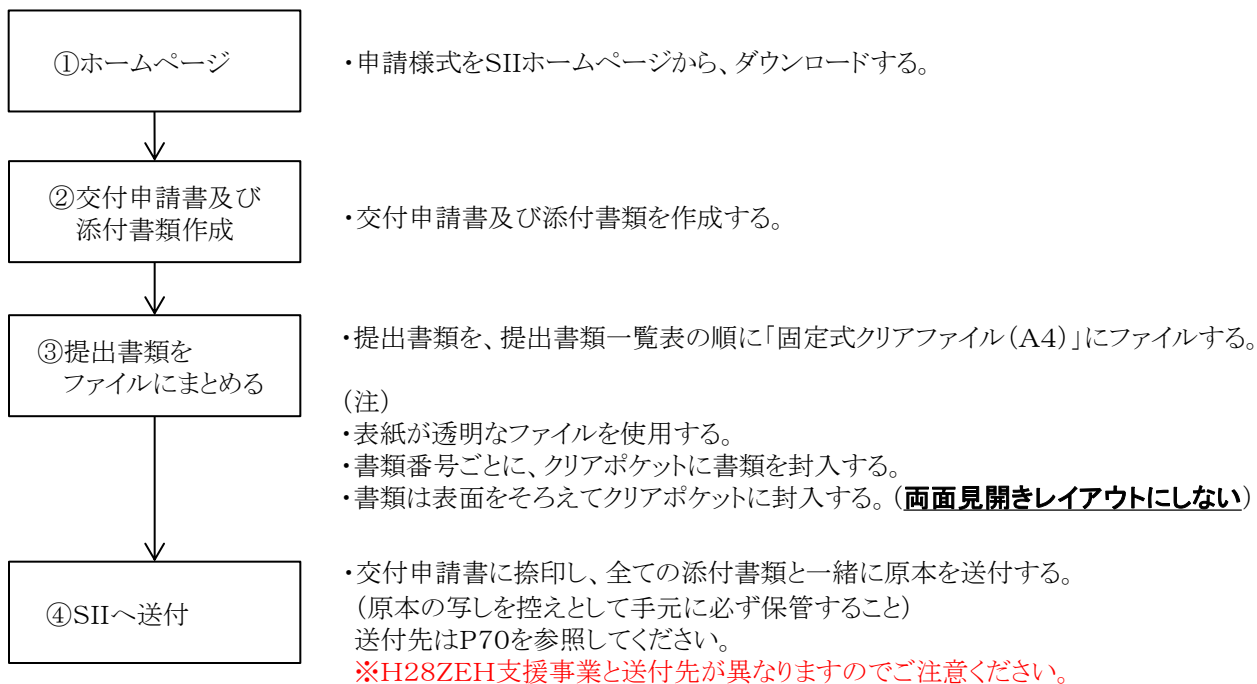 ①ホームページ
・申請様式をSIIホームページから、ダウンロードする。
②交付申請書及び
添付書類作成
・交付申請書及び添付書類を作成する。
③提出書類を
ファイルにまとめる
・提出書類を、提出書類一覧表の順に「固定式クリアファイル（A4）」にファイルする。
（注）
・表紙が透明なファイルを使用する。
・書類番号ごとに、クリアポケットに書類を封入する。
・書類は表面をそろえてクリアポケットに封入する。（両面見開きレイアウトにしない）
④SIIへ送付
・交付申請書に捺印し、全ての添付書類と一緒に原本を送付する。
（原本の写しを控えとして手元に必ず保管すること）
送付先はP70を参照してください。
※H28ZEH支援事業と送付先が異なりますのでご注意ください。